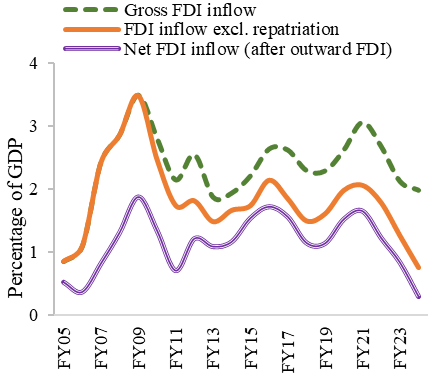 Gross FDI inflow
FDI inflow excl. repatriation
Net FDI inflow (after outward FDI)
Percentage of GDP
4
3
2
1
0
FY05
FY07
FY09
FY11
FY13
FY15
FY17
FY19
FY21
FY23